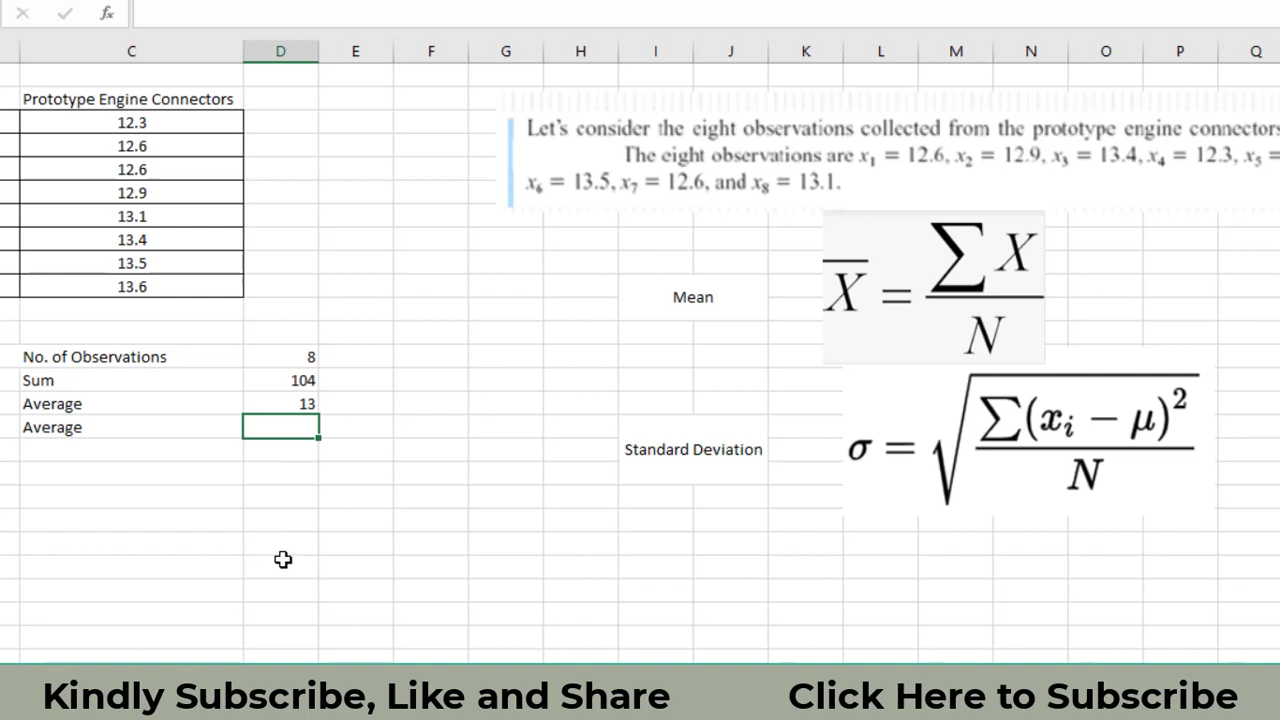 fx
C D E F G H I J K L M N O P Q
Prototype Engine Connectors
12.3
12.6
12.6
12.9
13.1
13.4
13.5
13.6
No. of Observations 8
Sum 104
Average 13
Average
Let's consider the eight observations collected from the prototype engine connectors
The eight observations are x₁ = 12.6, x₂ = 12.9, x₃ = 13.4, x₄ = 12.3, x₅ =
x₆ = 13.5, x₇ = 12.6, and x₈ = 13.1.
Mean
X̅ = ∑X / N
Standard Deviation
σ = √(∑(xᵢ − μ)² / N)
Kindly Subscribe, Like and Share
Click Here to Subscribe